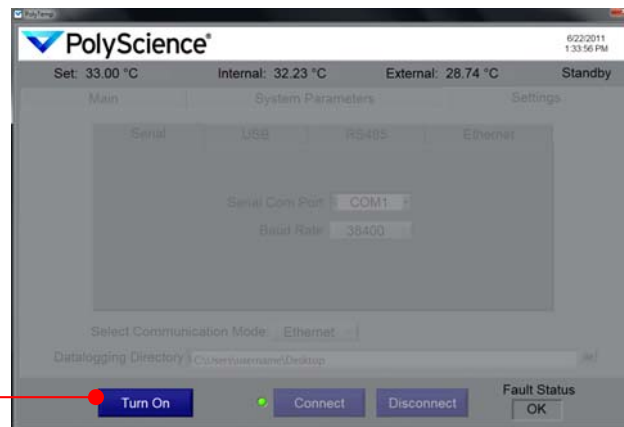 PolyTemp
PolyScience®
6/22/2011
1:33:56 PM
Set: 33.00 °C Internal: 32.23 °C External: 28.74 °C Standby
Main System Parameters Settings
Serial USB RS485 Ethernet
Serial Com Port: COM1
Baud Rate: 38400
Select Communication Mode: Ethernet
Datalogging Directory C:\Users\username\Desktop
Turn On Connect Disconnect
Fault Status
OK